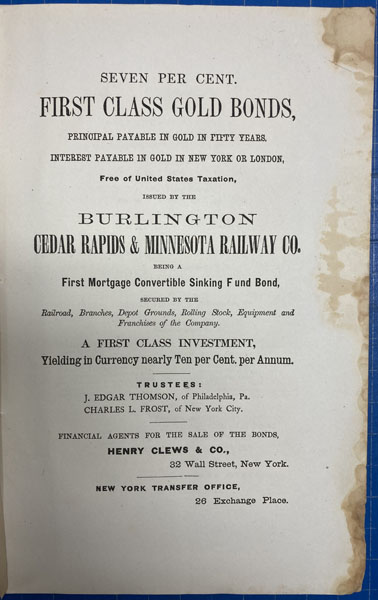 SEVEN PER CENT.
FIRST CLASS GOLD BONDS,
PRINCIPAL PAYABLE IN GOLD IN FIFTY YEARS.
INTEREST PAYABLE IN GOLD IN NEW YORK OR LONDON,
Free of United States Taxation,
ISSUED BY THE
BURLINGTON
CEDAR RAPIDS & MINNESOTA RAILWAY CO.
BEING A
First Mortgage Convertible Sinking Fund Bond,
SECURED BY THE
Railroad, Branches, Depot Grounds, Rolling Stock, Equipment and
Franchises of the Company.
A FIRST CLASS INVESTMENT,
Yielding in Currency nearly Ten per Cent. per Annum.
TRUSTEES:
J. EDGAR THOMSON, of Philadelphia, Pa.
CHARLES L. FROST, of New York City.
FINANCIAL AGENTS FOR THE SALE OF THE BONDS,
HENRY CLEWS & CO.,
32 Wall Street, New York.
NEW YORK TRANSFER OFFICE,
26 Exchange Place.